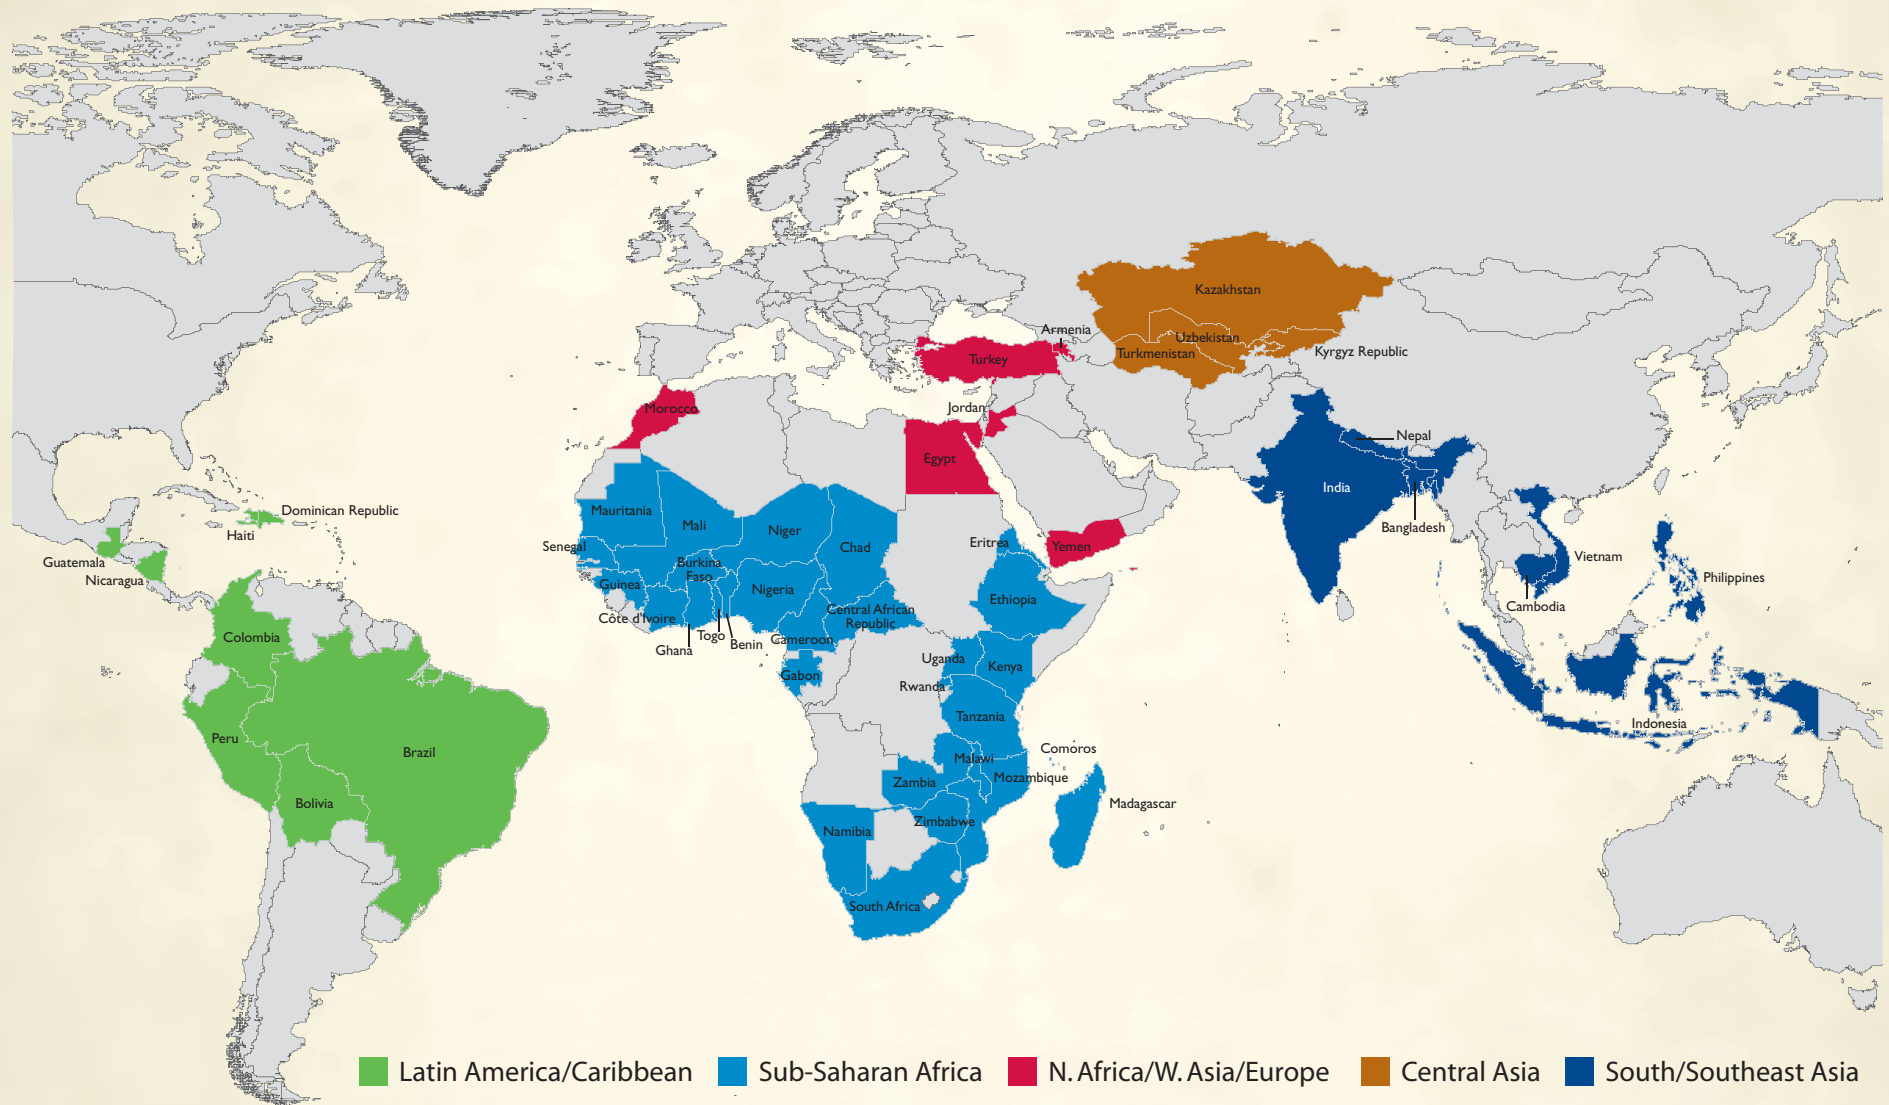 Kazakhstan
Armenia
Uzbekistan
Turkmenistan
Kyrgyz Republic
Turkey
Morocco
Jordan
Nepal
Egypt
India
Dominican Republic
Haiti
Mauritania
Mali
Niger
Chad
Eritrea
Yemen
Bangladesh
Senegal
Guatemala
Nicaragua
Burkina
Faso
Guinea
Nigeria
Ethiopia
Vietnam
Philippines
Cambodia
Côte d'Ivoire
Central African
Republic
Colombia
Togo
Benin
Ghana
Cameroon
Uganda
Kenya
Gabon
Rwanda
Tanzania
Indonesia
Peru
Brazil
Comoros
Malawi
Mozambique
Zambia
Bolivia
Madagascar
Zimbabwe
Namibia
South Africa
Latin America/Caribbean
Sub-Saharan Africa
N. Africa/W. Asia/Europe
Central Asia
South/Southeast Asia